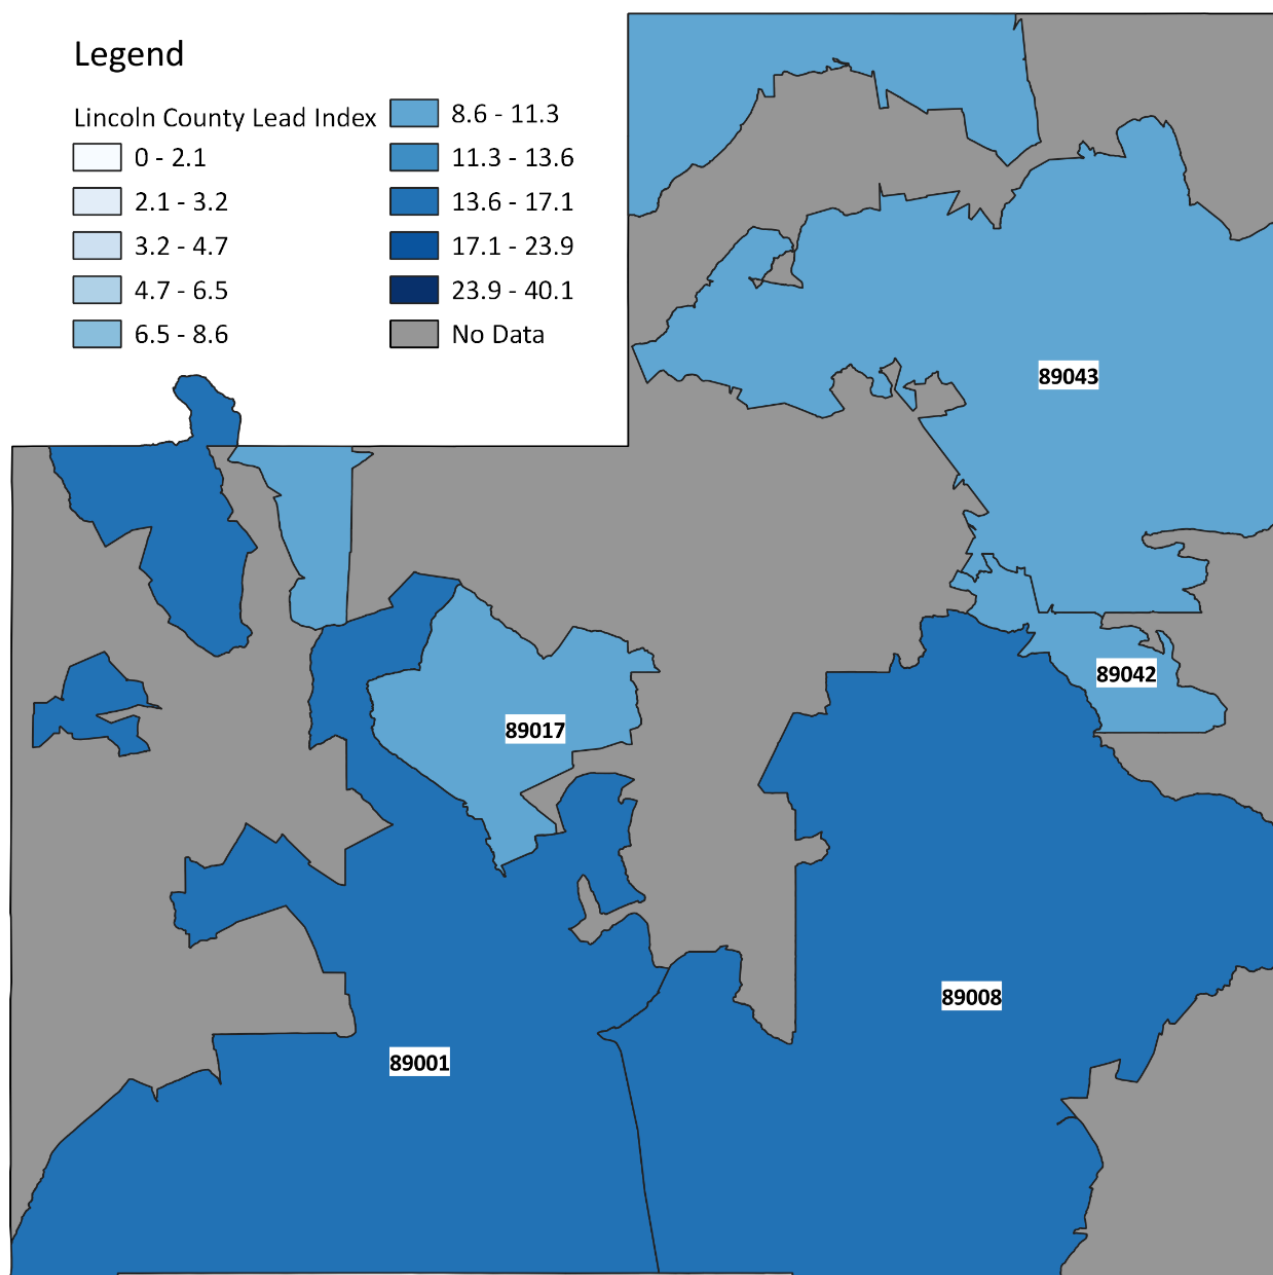 Legend
Lincoln County Lead Index
0 - 2.1
2.1 - 3.2
3.2 - 4.7
4.7 - 6.5
6.5 - 8.6
8.6 - 11.3
11.3 - 13.6
13.6 - 17.1
17.1 - 23.9
23.9 - 40.1
No Data
89043
89042
89017
89008
89001